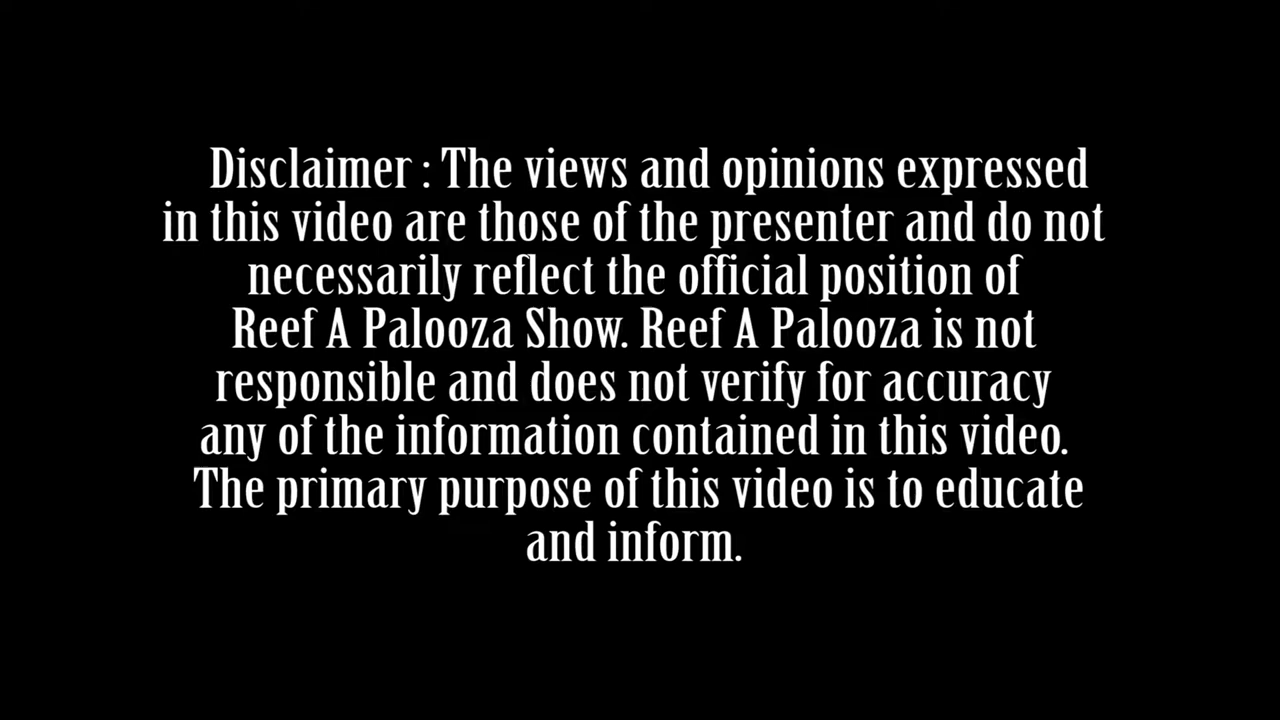 Disclaimer : The views and opinions expressed
in this video are those of the presenter and do not
necessarily reflect the official position of
Reef A Palooza Show. Reef A Palooza is not
responsible and does not verify for accuracy
any of the information contained in this video.
The primary purpose of this video is to educate
and inform.